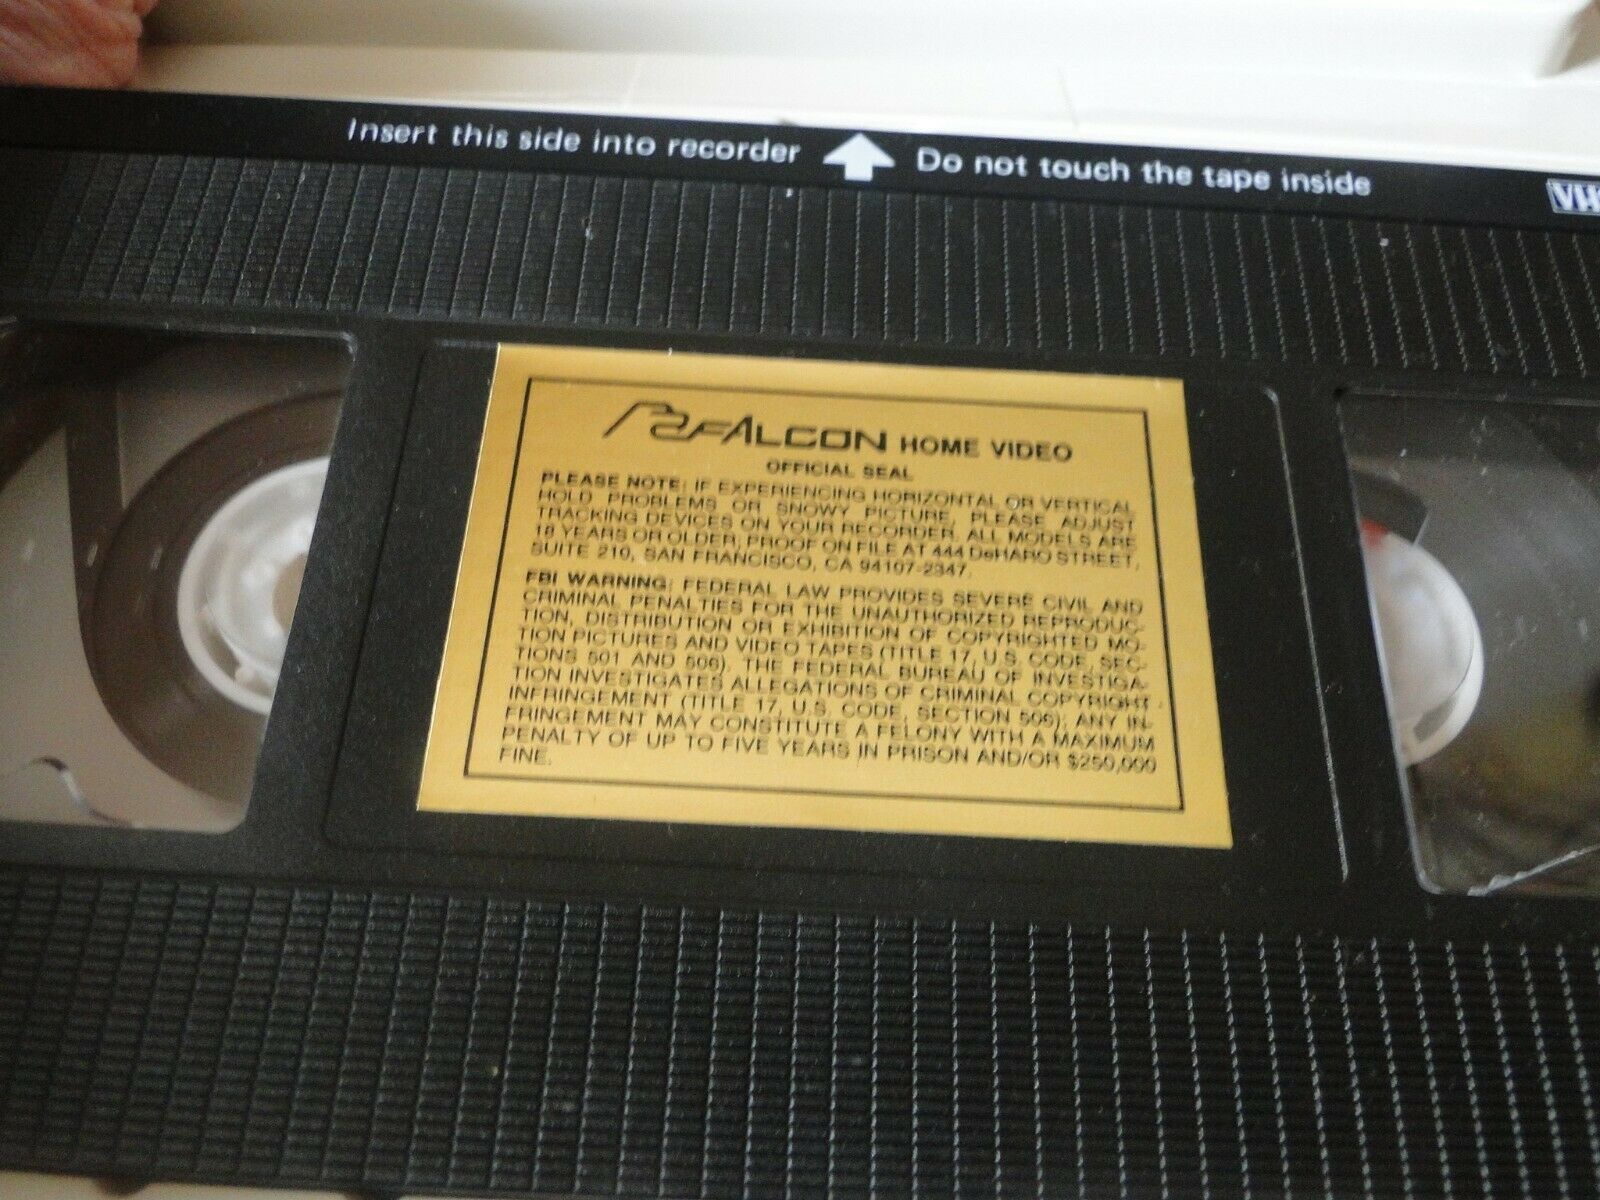 Insert this side into recorder Do not touch the tape inside
VH
FALCON HOME VIDEO
OFFICIAL SEAL
PLEASE NOTE: IF EXPERIENCING HORIZONTAL OR VERTICAL
HOLD PROBLEMS OR SNOWY PICTURE, PLEASE ADJUST
TRACKING DEVICES ON YOUR RECORDER. ALL MODELS ARE
18 YEARS OR OLDER; PROOF ON FILE AT 444 DeHARO STREET,
SUITE 210, SAN FRANCISCO, CA 94107-2347.
FBI WARNING: FEDERAL LAW PROVIDES SEVERE CIVIL AND
CRIMINAL PENALTIES FOR THE UNAUTHORIZED REPRODUC-
TION, DISTRIBUTION OR EXHIBITION OF COPYRIGHTED MO-
TION PICTURES AND VIDEO TAPES (TITLE 17, U.S. CODE, SEC-
TIONS 501 AND 506). THE FEDERAL BUREAU OF INVESTIGA-
TION INVESTIGATES ALLEGATIONS OF CRIMINAL COPYRIGHT
INFRINGEMENT (TITLE 17, U.S. CODE, SECTION 506); ANY IN-
FRINGEMENT MAY CONSTITUTE A FELONY WITH A MAXIMUM
PENALTY OF UP TO FIVE YEARS IN PRISON AND/OR $250,000
FINE.